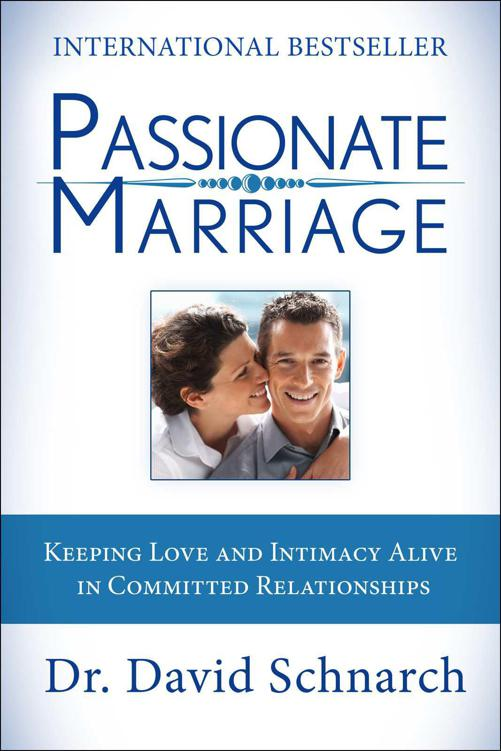 INTERNATIONAL BESTSELLER
PASSIONATE
MARRIAGE
KEEPING LOVE AND INTIMACY ALIVE
IN COMMITTED RELATIONSHIPS
Dr. David Schnarch